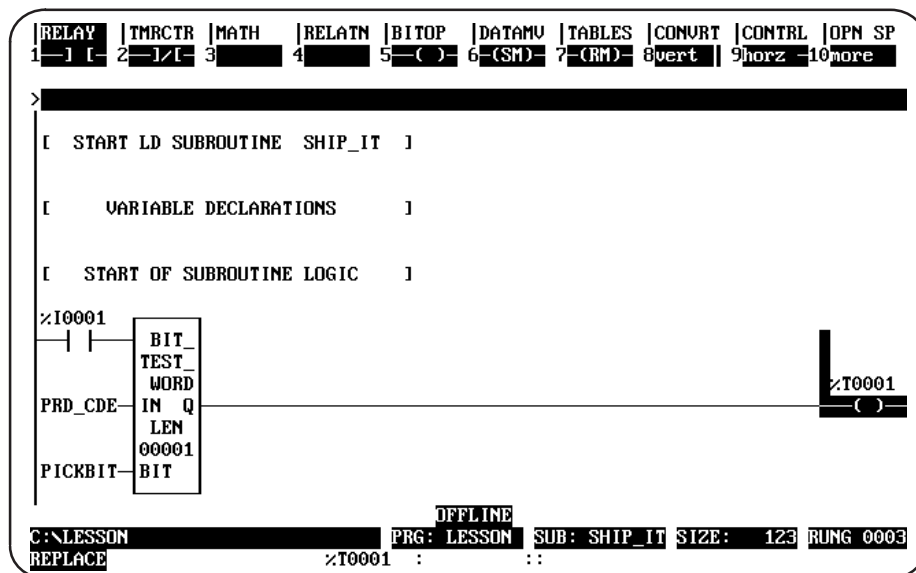 RELAY |TMRCTR |MATH |RELATN |BITOP |DATAMV |TABLES |CONVRT |CONTRL |OPN SP
1—] [— 2—]/[— 3 4 5—( )— 6—(SM)— 7—(RM)— 8vert | 9horz —10more
>
[ START LD SUBROUTINE SHIP_IT ]
[ VARIABLE DECLARATIONS ]
[ START OF SUBROUTINE LOGIC ]
%I0001
—] [— BIT_
TEST_
WORD %T0001
PRD_CDE— IN Q —( )—
LEN
00001
PICKBIT— BIT
OFFLINE
C:\LESSON PRG: LESSON SUB: SHIP_IT SIZE: 123 RUNG 0003
REPLACE %T0001 : ::